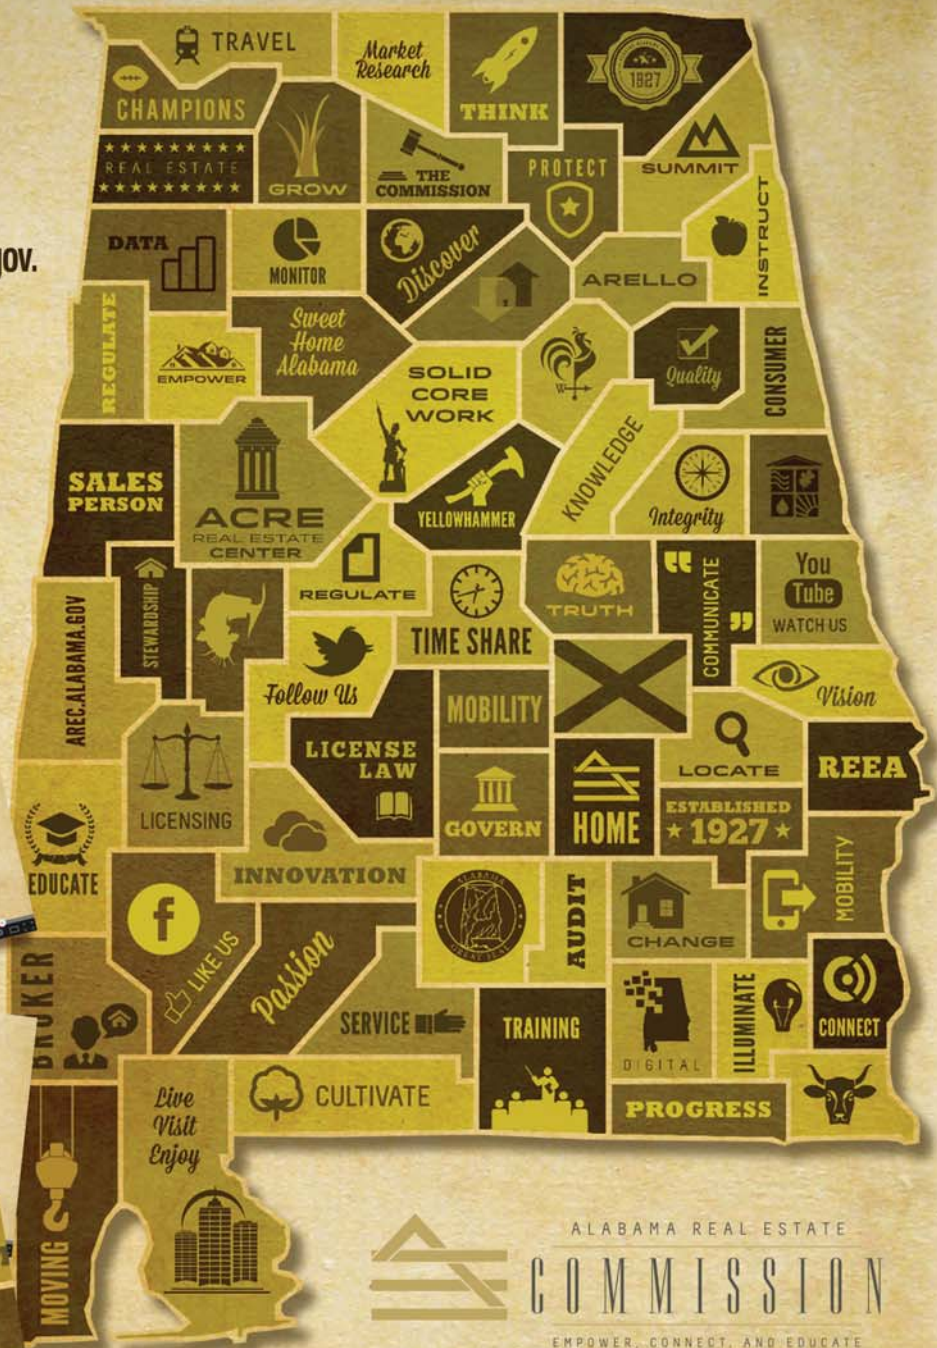 TRAVEL
Market
Research
THINK
1927
CHAMPIONS
REAL ESTATE
GROW
THE
COMMISSION
PROTECT
SUMMIT
INSTRUCT
gov.
DATA
MONITOR
Discover
ARELLO
REGULATE
EMPOWER
Sweet
Home
Alabama
SOLID
CORE
WORK
W
Quality
CONSUMER
SALES
PERSON
ACRE
REAL ESTATE
CENTER
YELLOWHAMMER
KNOWLEDGE
Integrity
STEWARDSHIP
REGULATE
TIME SHARE
TRUTH
COMMUNICATE
You
Tube
WATCH US
AREC.ALABAMA.GOV
Follow Us
MOBILITY
Vision
LICENSE
LAW
LICENSING
GOVERN
HOME
LOCATE
ESTABLISHED
1927
REEA
EDUCATE
INNOVATION
ALABAMA
GREAT SEAL
AUDIT
CHANGE
MOBILITY
LIKE US
Passion
BROKER
SERVICE
TRAINING
DIGITAL
ILLUMINATE
CONNECT
Live
Visit
Enjoy
CULTIVATE
PROGRESS
MOVING
ALABAMA REAL ESTATE
COMMISSION
EMPOWER, CONNECT, AND EDUCATE